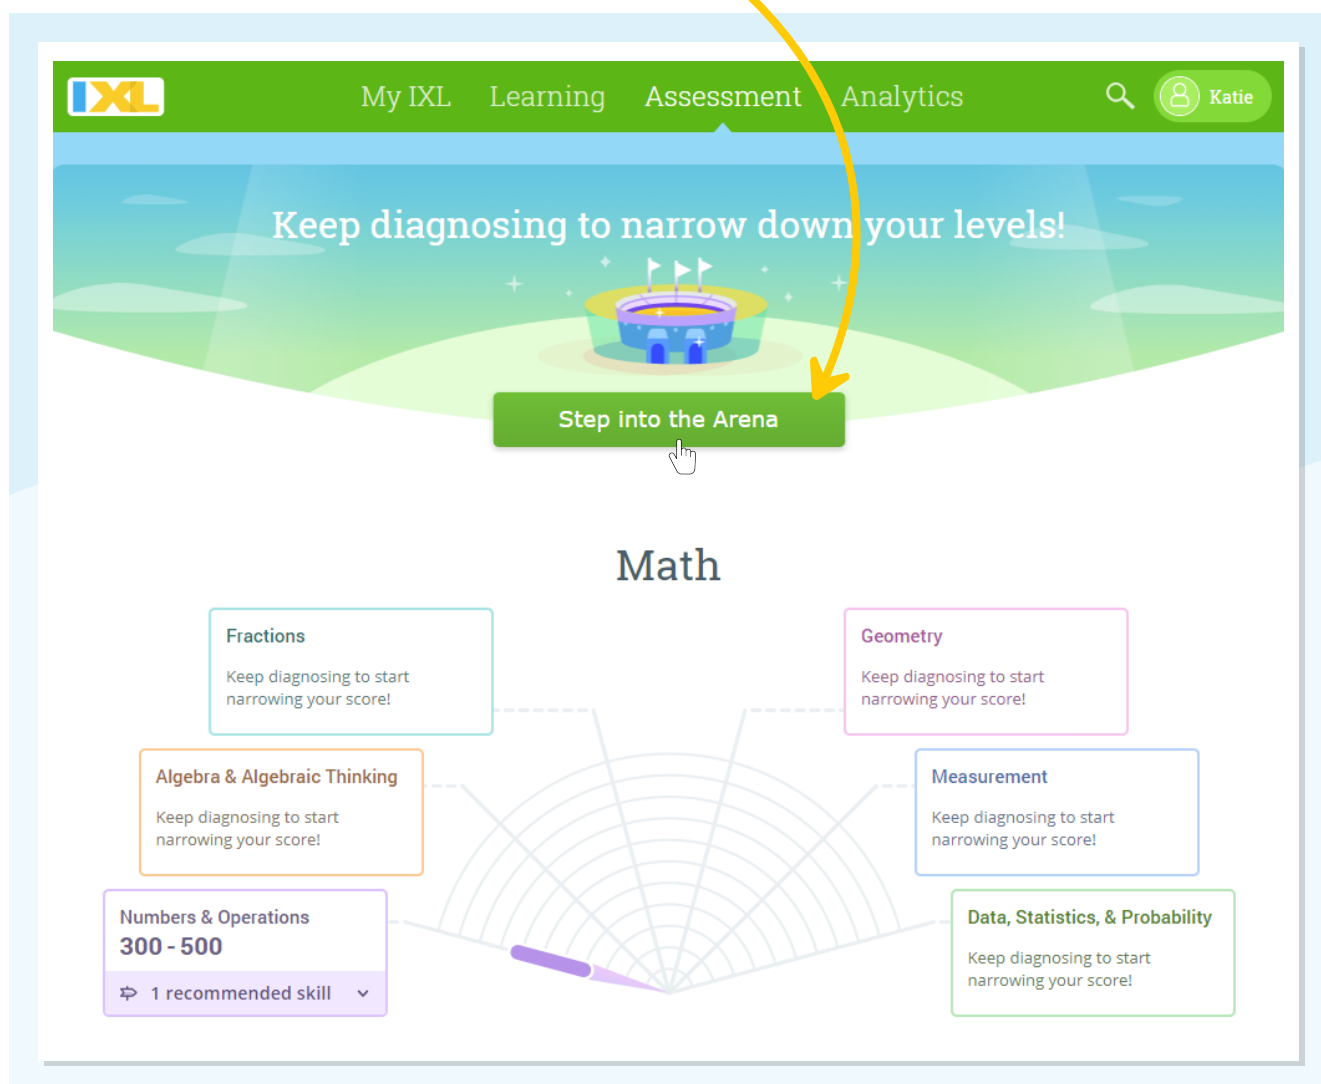 IXL
My IXL Learning Assessment Analytics Katie
Keep diagnosing to narrow down your levels!
Step into the Arena
Math
Fractions
Keep diagnosing to start
narrowing your score!
Geometry
Keep diagnosing to start
narrowing your score!
Algebra & Algebraic Thinking
Keep diagnosing to start
narrowing your score!
Measurement
Keep diagnosing to start
narrowing your score!
Numbers & Operations
300 - 500
1 recommended skill
Data, Statistics, & Probability
Keep diagnosing to start
narrowing your score!